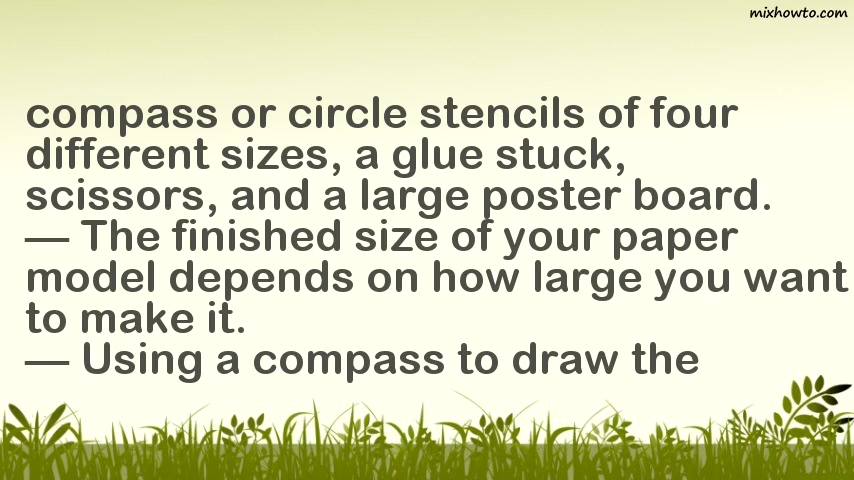 mixhowto.com
compass or circle stencils of four
different sizes, a glue stuck,
scissors, and a large poster board.
— The finished size of your paper
model depends on how large you want
to make it.
— Using a compass to draw the